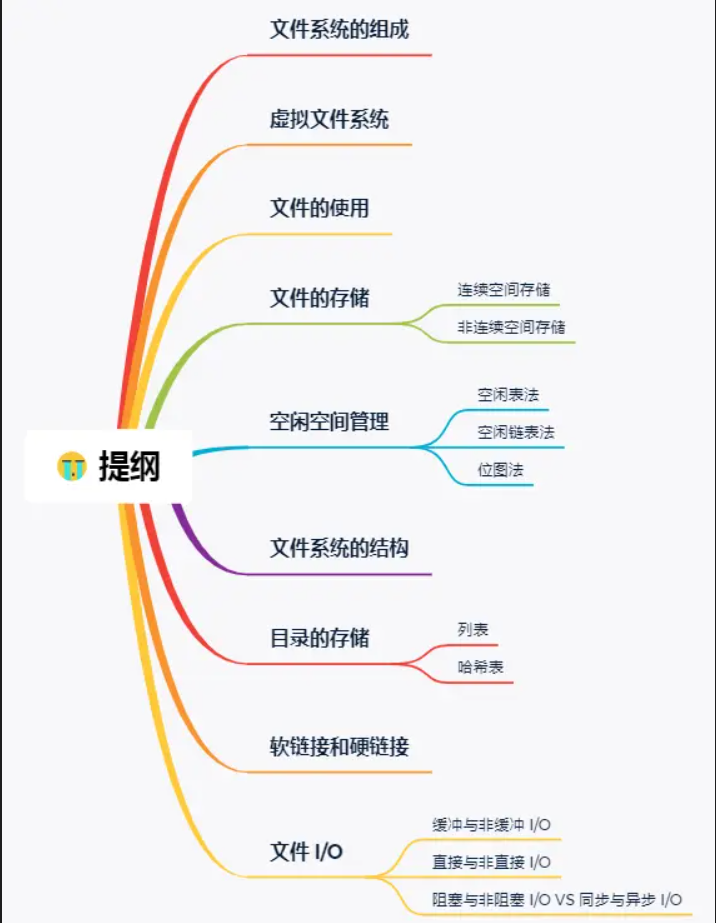 文件系统的组成
虚拟文件系统
文件的使用
文件的存储
连续空间存储
非连续空间存储
空闲空间管理
空闲表法
空闲链表法
位图法
提纲
文件系统的结构
目录的存储
列表
哈希表
软链接和硬链接
文件 I/O
缓冲与非缓冲 I/O
直接与非直接 I/O
阻塞与非阻塞 I/O VS 同步与异步 I/O